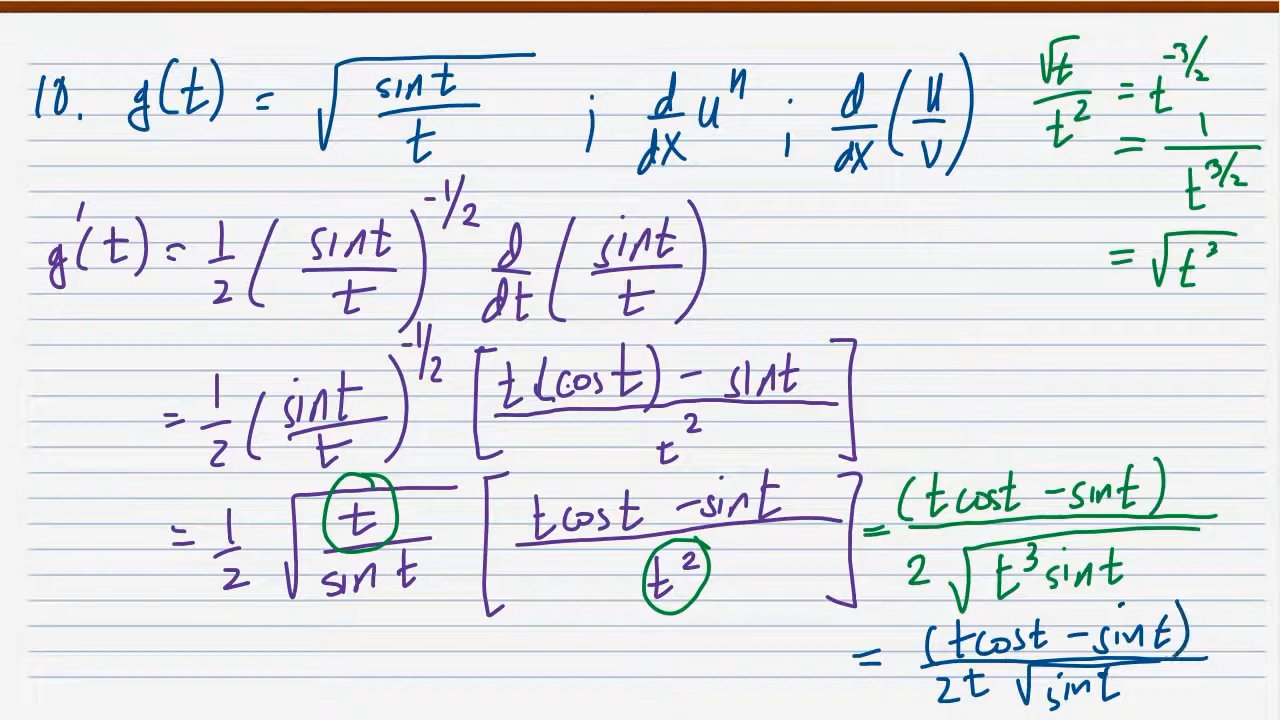 10. g(t) = √(sin t / t) ; d/dx uⁿ ; d/dx (u/v)
√t / t² = t^(-3/2)
= 1 / t^(3/2)
= √t³
g'(t) = 1/2 (sin t / t)^(-1/2) d/dt (sin t / t)
= 1/2 (sin t / t)^(-1/2) [t (cos t) - sin t / t²]
= 1/2 √(t / sin t) [t cos t - sin t / t²] = (t cos t - sin t) / 2 √(t³ sin t)
= (t cos t - sin t) / 2t √(sin t)